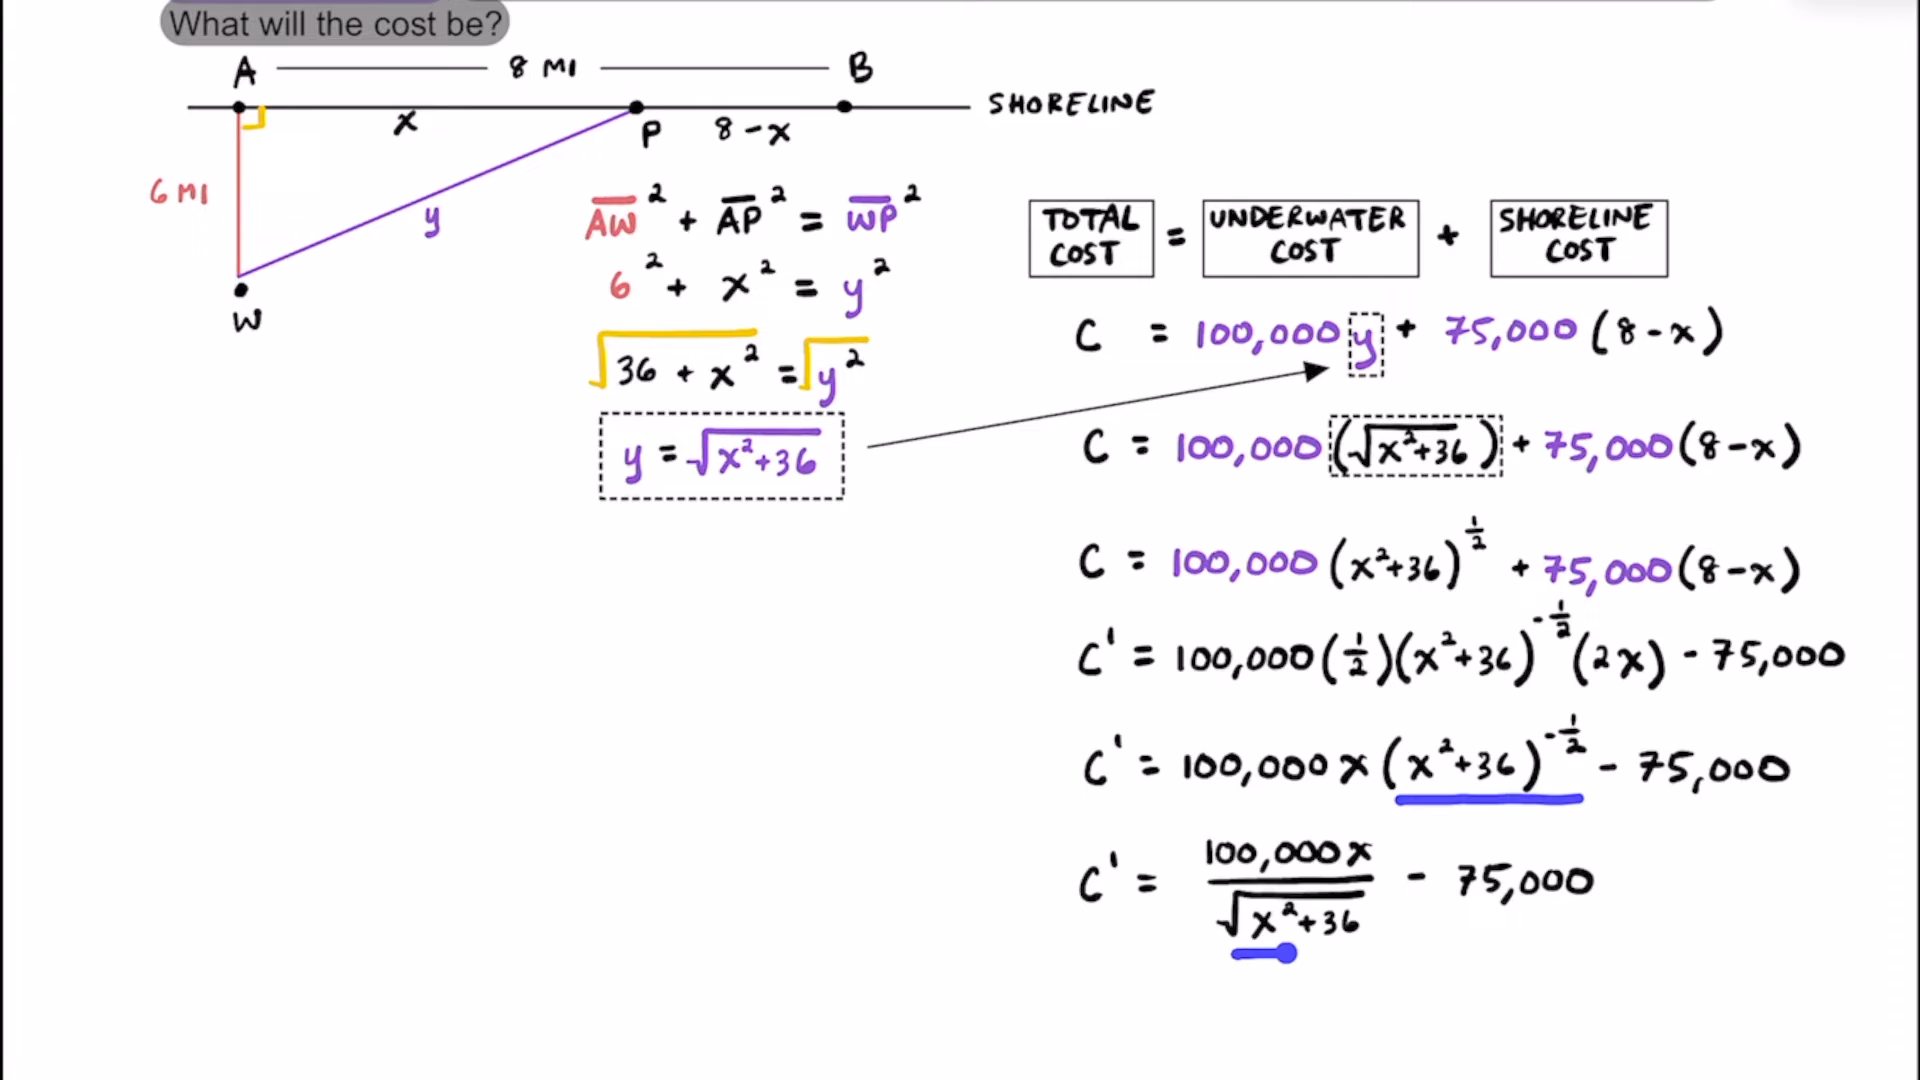 What will the cost be?
A 8 MI B
SHORELINE
x P 8 - x
6 MI
y
W
AW² + AP² = WP²
6² + x² = y²
√36 + x² = √y²
y = √x²+36
TOTAL COST = UNDERWATER COST + SHORELINE COST
C = 100,000 y + 75,000 (8 - x)
C = 100,000 (√x²+36) + 75,000 (8 - x)
C = 100,000 (x²+36)^½ + 75,000 (8 - x)
C' = 100,000 (½)(x²+36)^-½ (2x) - 75,000
C' = 100,000 x (x²+36)^-½ - 75,000
C' = 100,000x / √x²+36 - 75,000